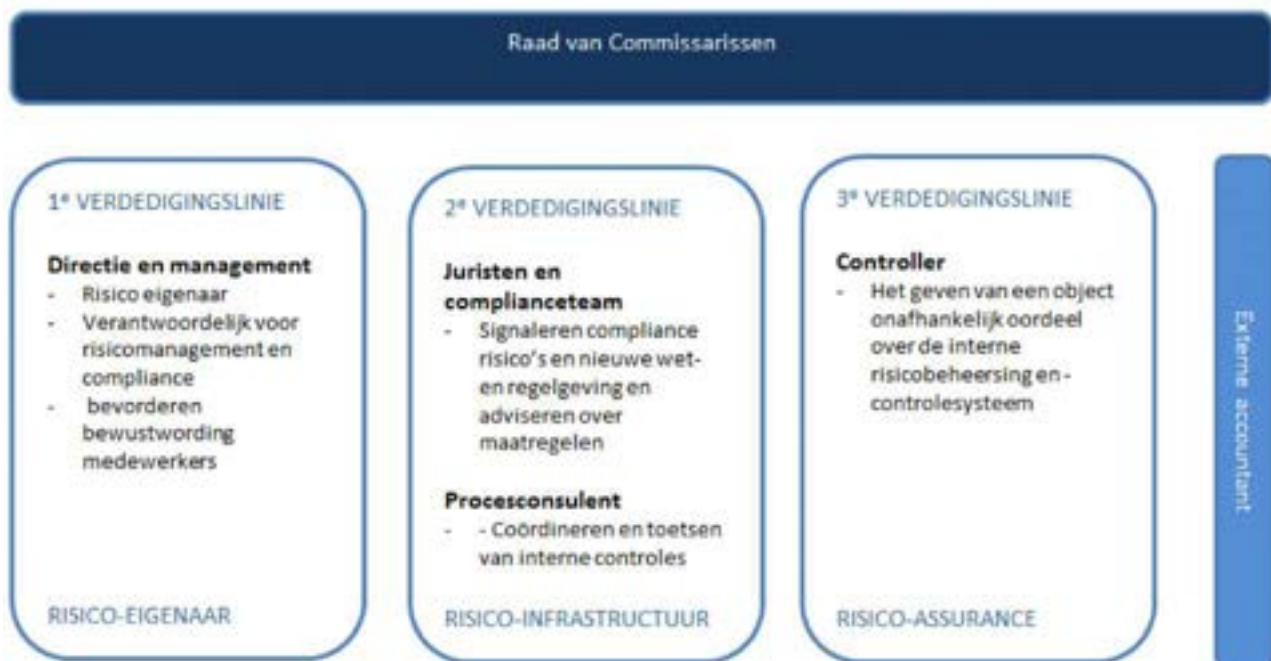 Raad van Commissarissen
1e VERDEDIGINGSLINIE
Directie en management
- Risico eigenaar
- Verantwoordelijk voor
risicomanagement en
compliance
- bevorderen
bewustwording
medewerkers
RISICO-EIGENAAR
2e VERDEDIGINGSLINIE
Juristen en
complianceteam
- Signaleren compliance
risico's en nieuwe wet-
en regelgeving en
adviseren over
maatregelen
Procesconsulent
- - Coördineren en toetsen
van interne controles
RISICO-INFRASTRUCTUUR
3e VERDEDIGINGSLINIE
Controller
- Het geven van een object
onafhankelijk oordeel
over de interne
risicobeheersing en -
controlesysteem
RISICO-ASSURANCE
Externe accountant